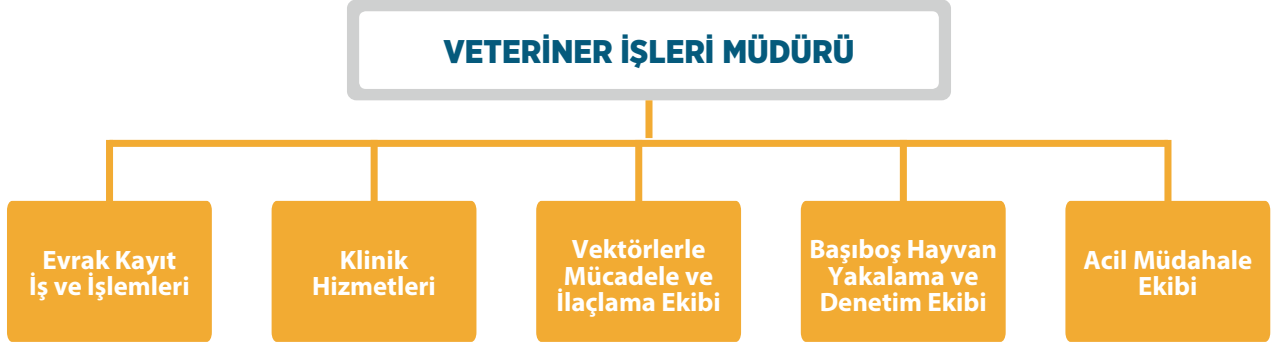 VETERİNER İŞLERİ MÜDÜRÜ
Evrak Kayıt
İş ve İşlemleri
Klinik
Hizmetleri
Vektörlerle
Mücadele ve
İlaçlama Ekibi
Başıboş Hayvan
Yakalama ve
Denetim Ekibi
Acil Müdahale
Ekibi